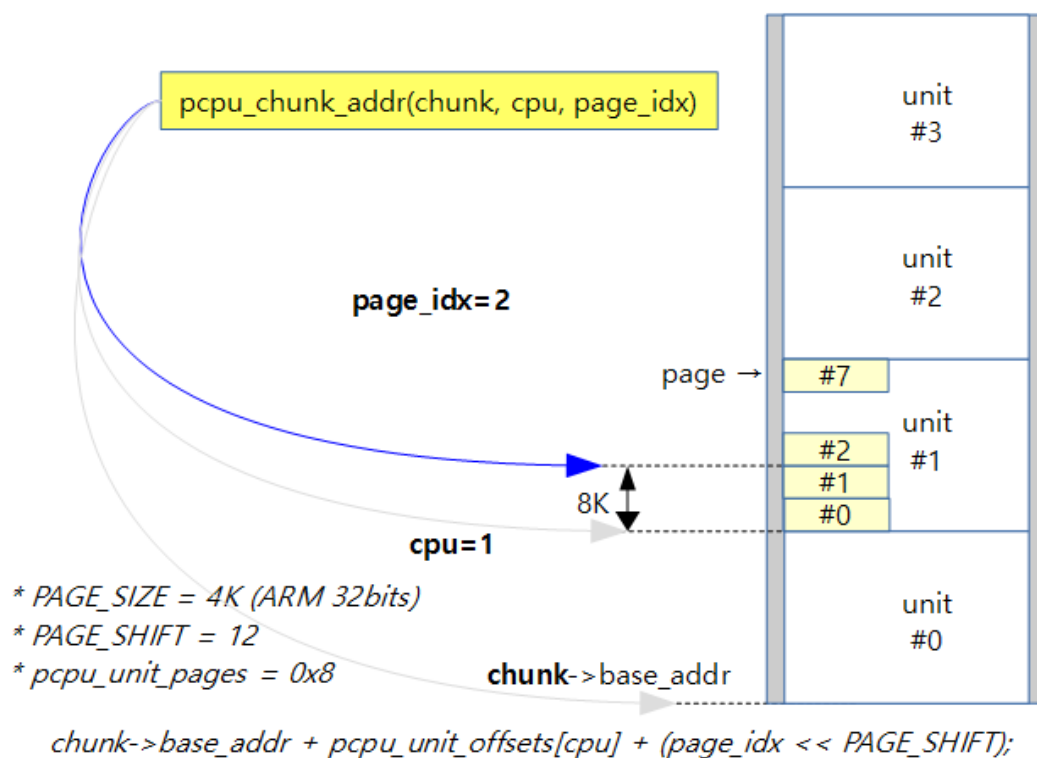 pcpu_chunk_addr(chunk, cpu, page_idx)
unit
#3
unit
#2
page_idx=2
page →
#7
unit
#1
#2
#1
#0
8K
cpu=1
* PAGE_SIZE = 4K (ARM 32bits)
* PAGE_SHIFT = 12
* pcpu_unit_pages = 0x8
unit
#0
chunk->base_addr
chunk->base_addr + pcpu_unit_offsets[cpu] + (page_idx << PAGE_SHIFT);